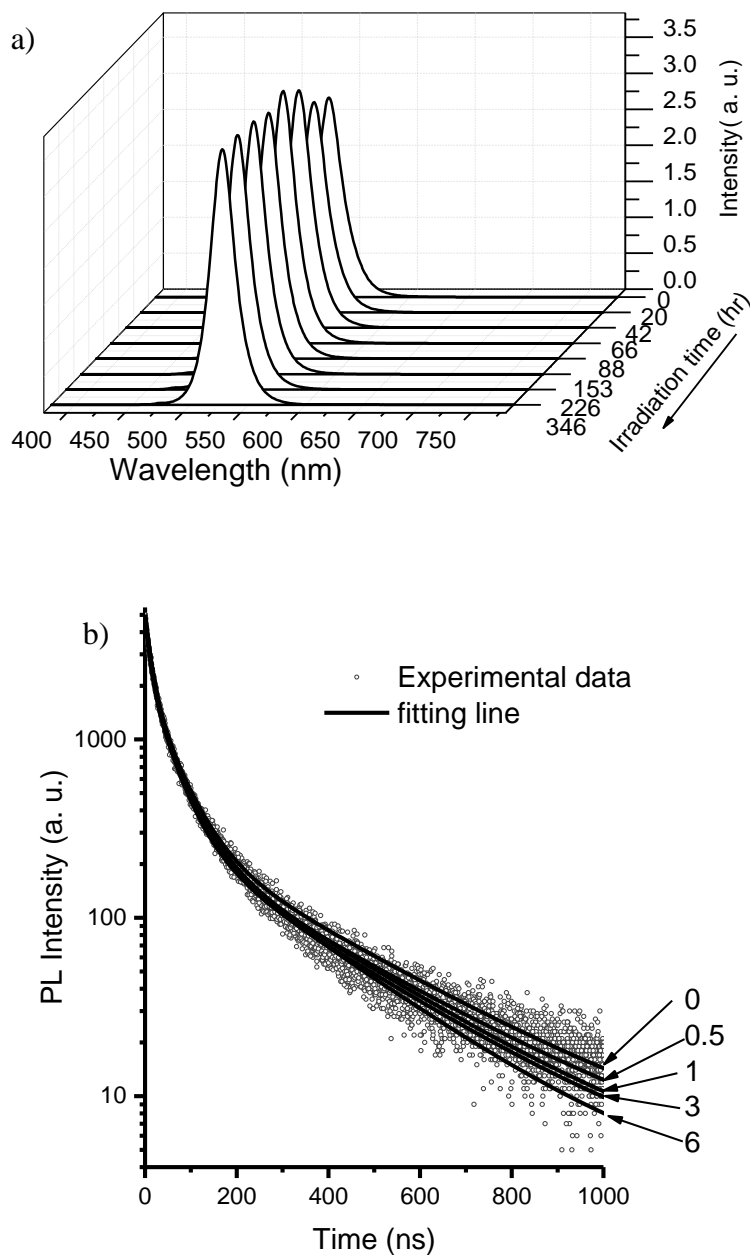 a)
3.5
3.0
2.5
2.0
1.5
1.0
0.5
0.0
Intensity( a. u.)
0
20
42
66
88
153
226
346
Irradiation time (hr)
400 450 500 550 600 650 700 750
Wavelength (nm)
b)
Experimental data
fitting line
1000
100
10
PL Intensity (a. u.)
0
0.5
1
3
6
0 200 400 600 800 1000
Time (ns)